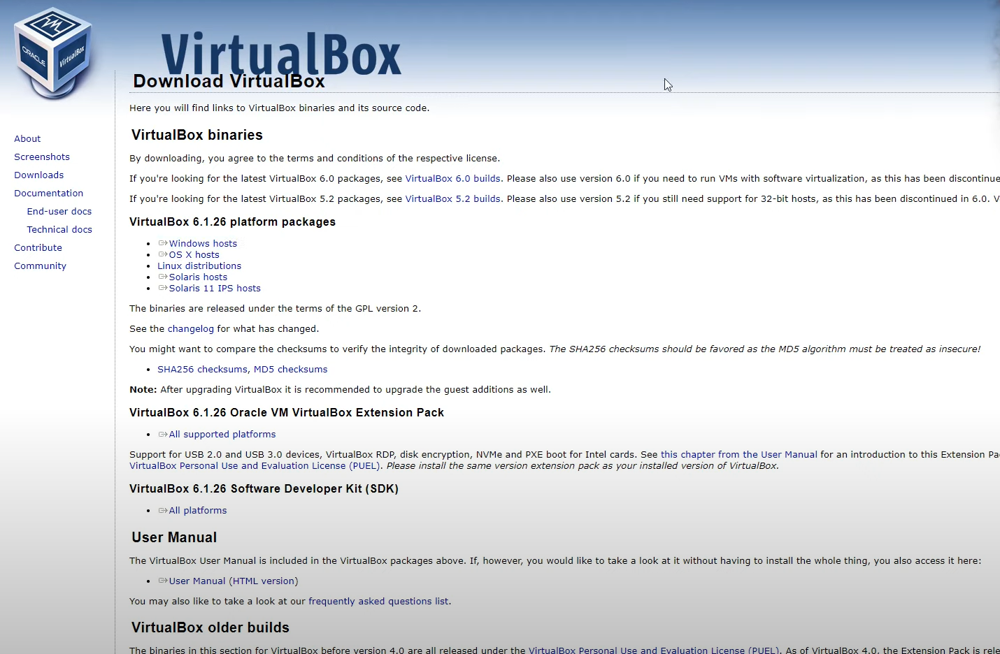 ORACLE
VirtualBox
VirtualBox
Download VirtualBox
Here you will find links to VirtualBox binaries and its source code.
About
Screenshots
Downloads
Documentation
End-user docs
Technical docs
Contribute
Community
VirtualBox binaries
By downloading, you agree to the terms and conditions of the respective license.
If you're looking for the latest VirtualBox 6.0 packages, see VirtualBox 6.0 builds. Please also use version 6.0 if you need to run VMs with software virtualization, as this has been discontinue
If you're looking for the latest VirtualBox 5.2 packages, see VirtualBox 5.2 builds. Please also use version 5.2 if you still need support for 32-bit hosts, as this has been discontinued in 6.0. V
VirtualBox 6.1.26 platform packages
• Windows hosts
• OS X hosts
• Linux distributions
• Solaris hosts
• Solaris 11 IPS hosts
The binaries are released under the terms of the GPL version 2.
See the changelog for what has changed.
You might want to compare the checksums to verify the integrity of downloaded packages. The SHA256 checksums should be favored as the MD5 algorithm must be treated as insecure!
• SHA256 checksums, MD5 checksums
Note: After upgrading VirtualBox it is recommended to upgrade the guest additions as well.
VirtualBox 6.1.26 Oracle VM VirtualBox Extension Pack
• All supported platforms
Support for USB 2.0 and USB 3.0 devices, VirtualBox RDP, disk encryption, NVMe and PXE boot for Intel cards. See this chapter from the User Manual for an introduction to this Extension Pa
VirtualBox Personal Use and Evaluation License (PUEL). Please install the same version extension pack as your installed version of VirtualBox.
VirtualBox 6.1.26 Software Developer Kit (SDK)
• All platforms
User Manual
The VirtualBox User Manual is included in the VirtualBox packages above. If, however, you would like to take a look at it without having to install the whole thing, you also access it here:
• User Manual (HTML version)
You may also like to take a look at our frequently asked questions list.
VirtualBox older builds
The binaries in this section for VirtualBox before version 4.0 are all released under the VirtualBox Personal Use and Evaluation License (PUEL). As of VirtualBox 4.0, the Extension Pack is rele